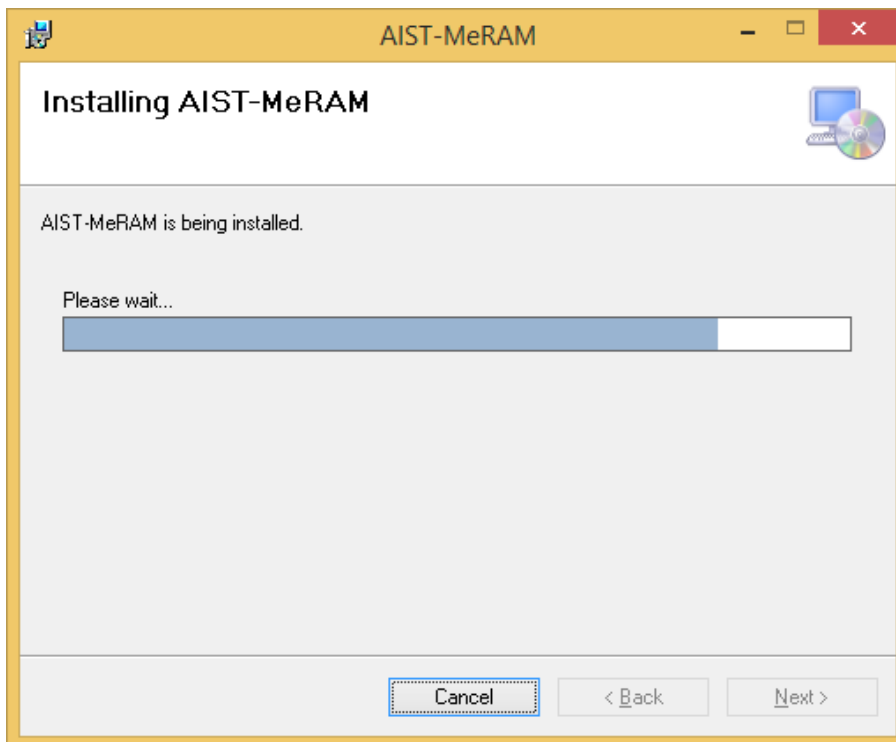 AIST-MeRAM
Installing AIST-MeRAM
AIST-MeRAM is being installed.
Please wait...
Cancel
< Back
Next >